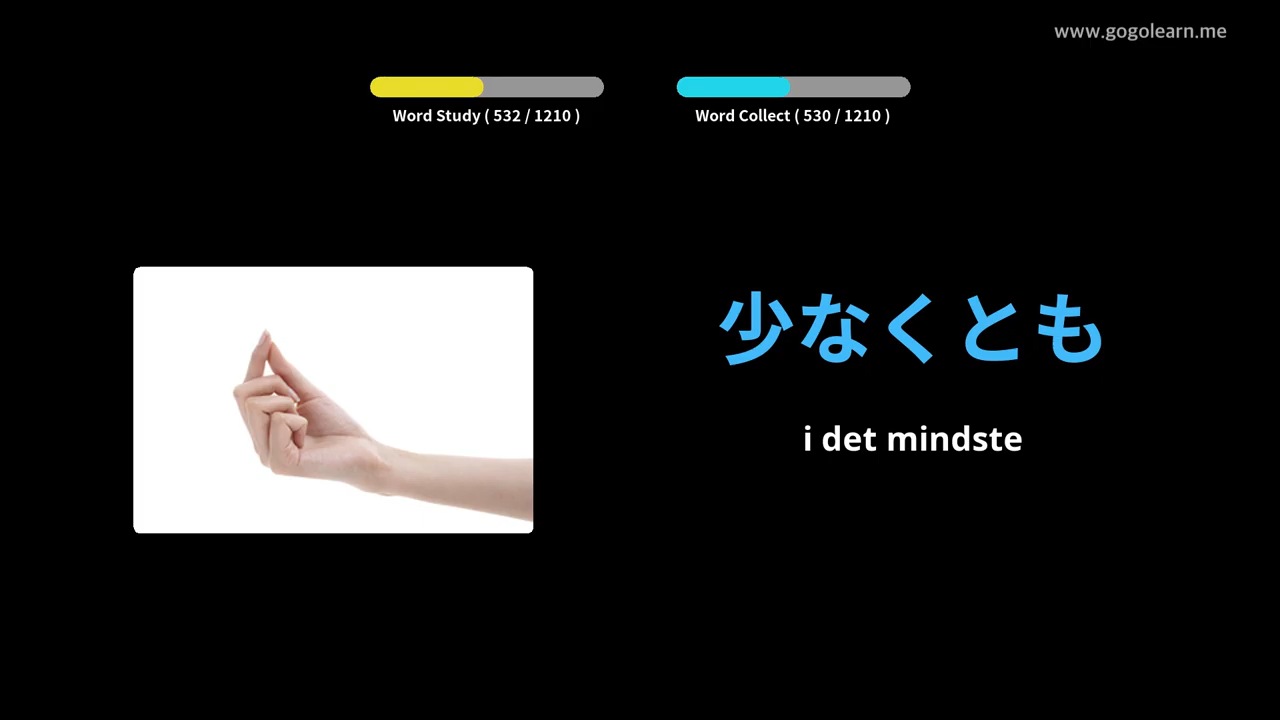 www.gogolearn.me
Word Study ( 532 / 1210 )
Word Collect ( 530 / 1210 )
少なくとも
i det mindste